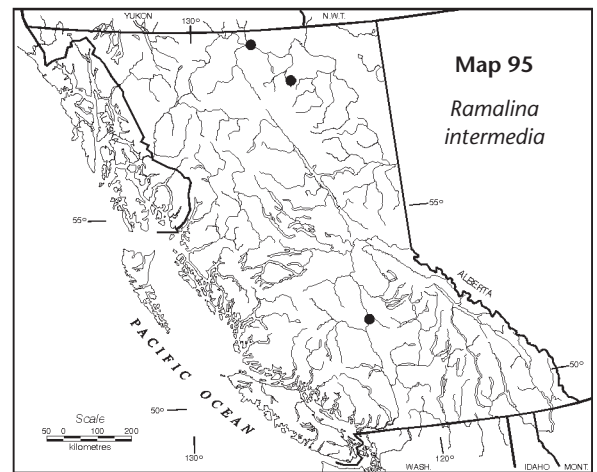 YUKON
N.W.T.
130°
Map 95
Ramalina
intermedia
55°
55°
ALBERTA
PACIFIC OCEAN
50°
50°
Scale
50 0 100 200
kilometres
130°
120°
WASH.
IDAHO
MONT.